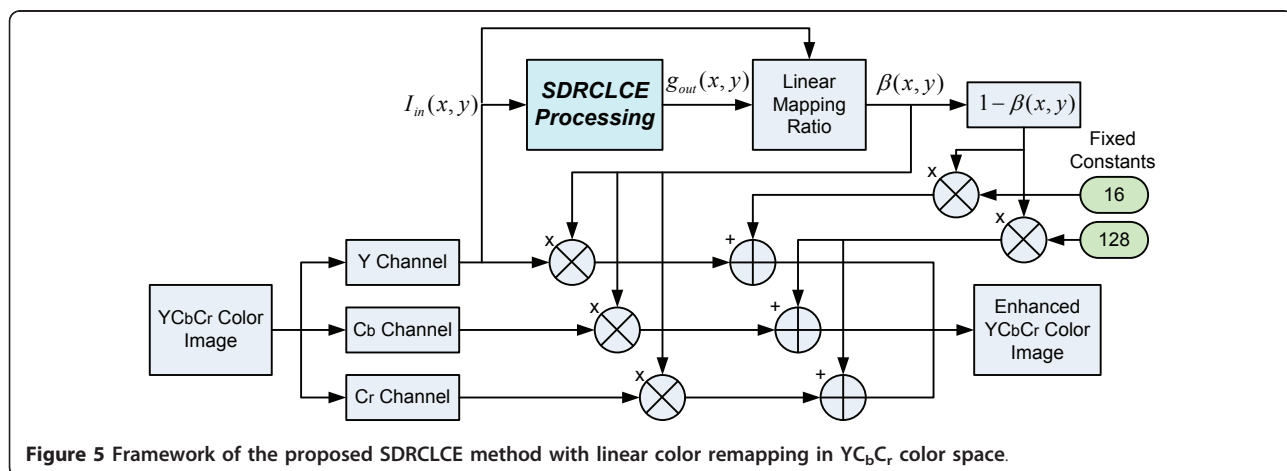 I_in(x, y)
SDRCLCE
Processing
g_out(x, y)
Linear
Mapping
Ratio
β(x, y)
1 − β(x, y)
Fixed
Constants
x
16
x
128
Y Channel
x
+
YCbCr Color
Image
Cb Channel
x
+
Enhanced
YCbCr Color
Image
Cr Channel
x
+
Figure 5 Framework of the proposed SDRCLCE method with linear color remapping in YCbCr color space.